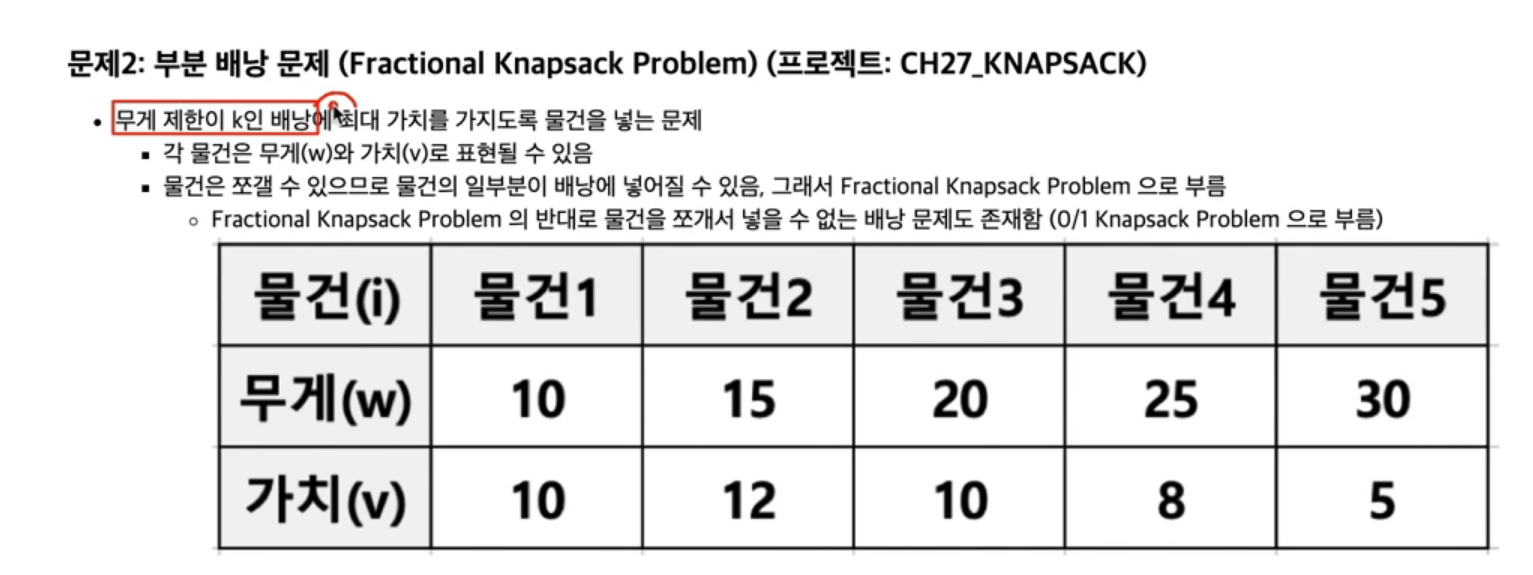 문제2: 부분 배낭 문제 (Fractional Knapsack Problem) (프로젝트: CH27_KNAPSACK)
무게 제한이 k인 배낭에 최대 가치를 가지도록 물건을 넣는 문제
각 물건은 무게(w)와 가치(v)로 표현될 수 있음
물건은 쪼갤 수 있으므로 물건의 일부분이 배낭에 넣어질 수 있음, 그래서 Fractional Knapsack Problem 으로 부름
Fractional Knapsack Problem 의 반대로 물건을 쪼개서 넣을 수 없는 배낭 문제도 존재함 (0/1 Knapsack Problem 으로 부름)
물건(i) 물건1 물건2 물건3 물건4 물건5
무게(w) 10 15 20 25 30
가치(v) 10 12 10 8 5